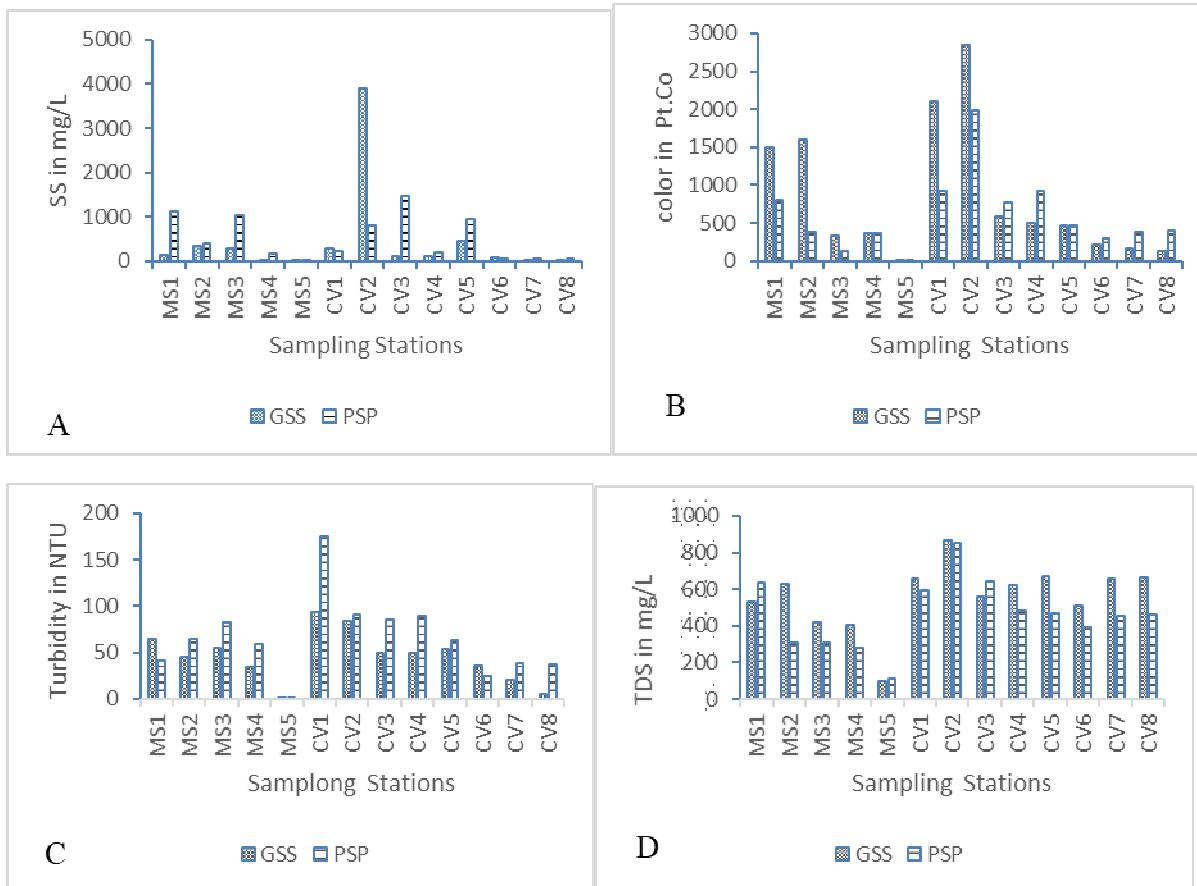 5000
4000
3000
2000
1000
0
SS in mg/L
MS1 MS2 MS3 MS4 MS5 CV1 CV2 CV3 CV4 CV5 CV6 CV7 CV8
Sampling Stations
GSS PSP
A
3000
2500
2000
1500
1000
500
0
color in Pt.Co
MS1 MS2 MS3 MS4 MS5 CV1 CV2 CV3 CV4 CV5 CV6 CV7 CV8
Sampling Stations
GSS PSP
B
200
150
100
50
0
Turbidity in NTU
MS1 MS2 MS3 MS4 MS5 CV1 CV2 CV3 CV4 CV5 CV6 CV7 CV8
Samplong Stations
GSS PSP
C
1000
800
600
400
200
0
TDS in mg/L
MS1 MS2 MS3 MS4 MS5 CV1 CV2 CV3 CV4 CV5 CV6 CV7 CV8
Sampling Stations
GSS PSP
D